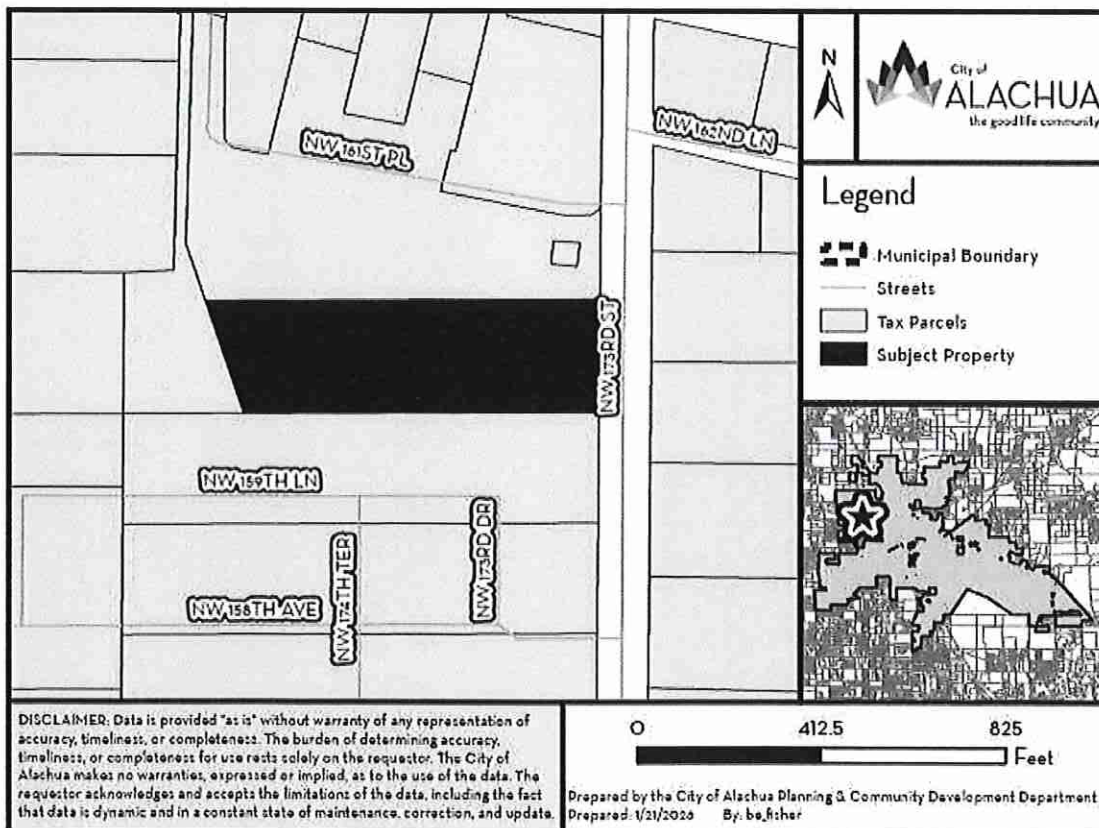 NW 161ST PL
NW 162ND LN
NW 173RD ST
NW 159TH LN
NW 173RD DR
NW 174TH TER
NW 158TH AVE
N
City of
ALACHUA
the good life community
Legend
Municipal Boundary
Streets
Tax Parcels
Subject Property
DISCLAIMER: Data is provided "as is" without warranty of any representation of
accuracy, timeliness, or completeness. The burden of determining accuracy,
timeliness, or completeness for use rests solely on the requestor. The City of
Alachua makes no warranties, expressed or implied, as to the use of the data. The
requestor acknowledges and accepts the limitations of the data, including the fact
that data is dynamic and in a constant state of maintenance, correction, and update.
0 412.5 825
Feet
Prepared by the City of Alachua Planning & Community Development Department
Prepared: 1/21/2026 By: be_fisher